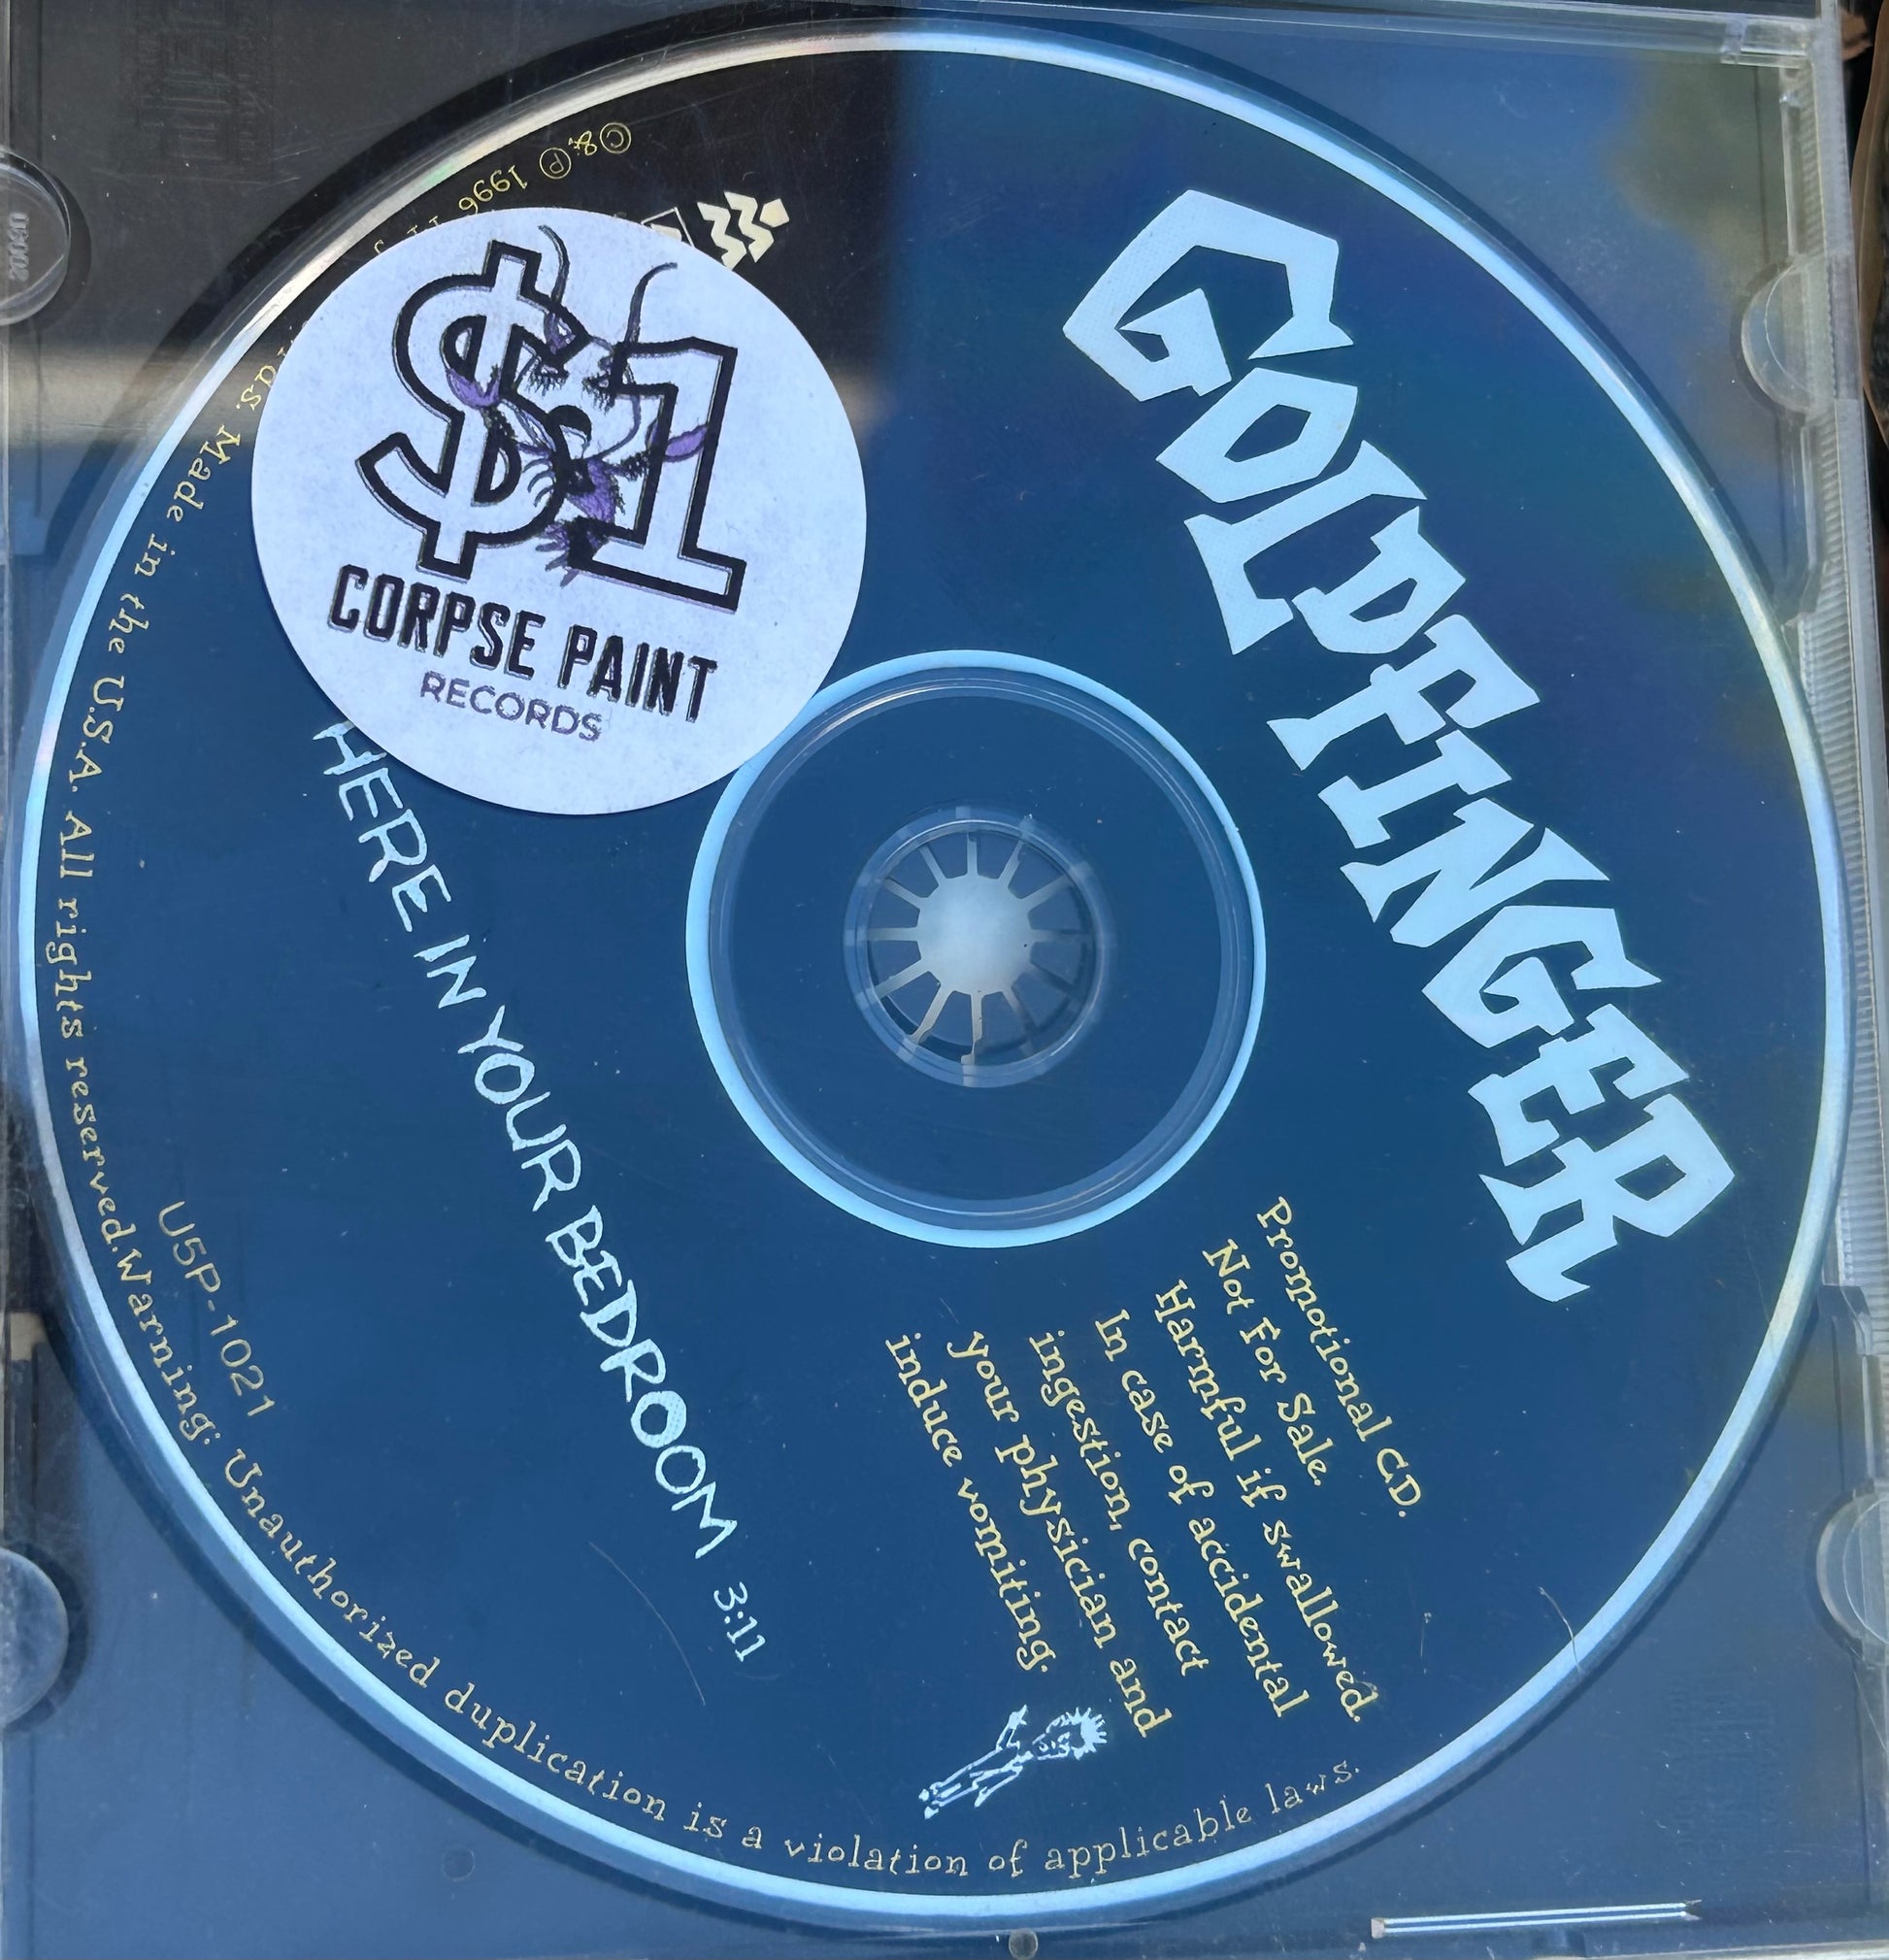 GOLDFINGER
$1
CORPSE PAINT
RECORDS
HERE IN YOUR BEDROOM 3:11
U5P-1021
Promotional CD.
Not For Sale.
Harmful if swallowed.
In case of accidental
ingestion, contact
your physician and
induce vomiting.
©&℗ 1996
Made in the U.S.A. All rights reserved.Warning: Unauthorized duplication is a violation of applicable laws.